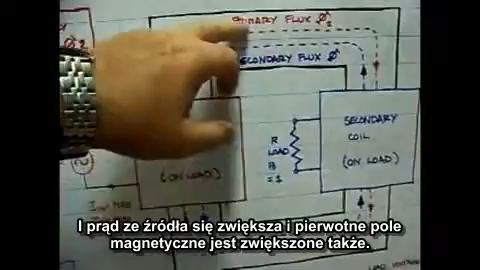 PRIMARY FLUX Ø
SECONDARY FLUX Ø
SECONDARY
COIL
(ON LOAD)
R
LOAD
= 1
(ON LOAD)
I prąd ze źródła się zwiększa i pierwotne pole
magnetyczne jest zwiększone także.